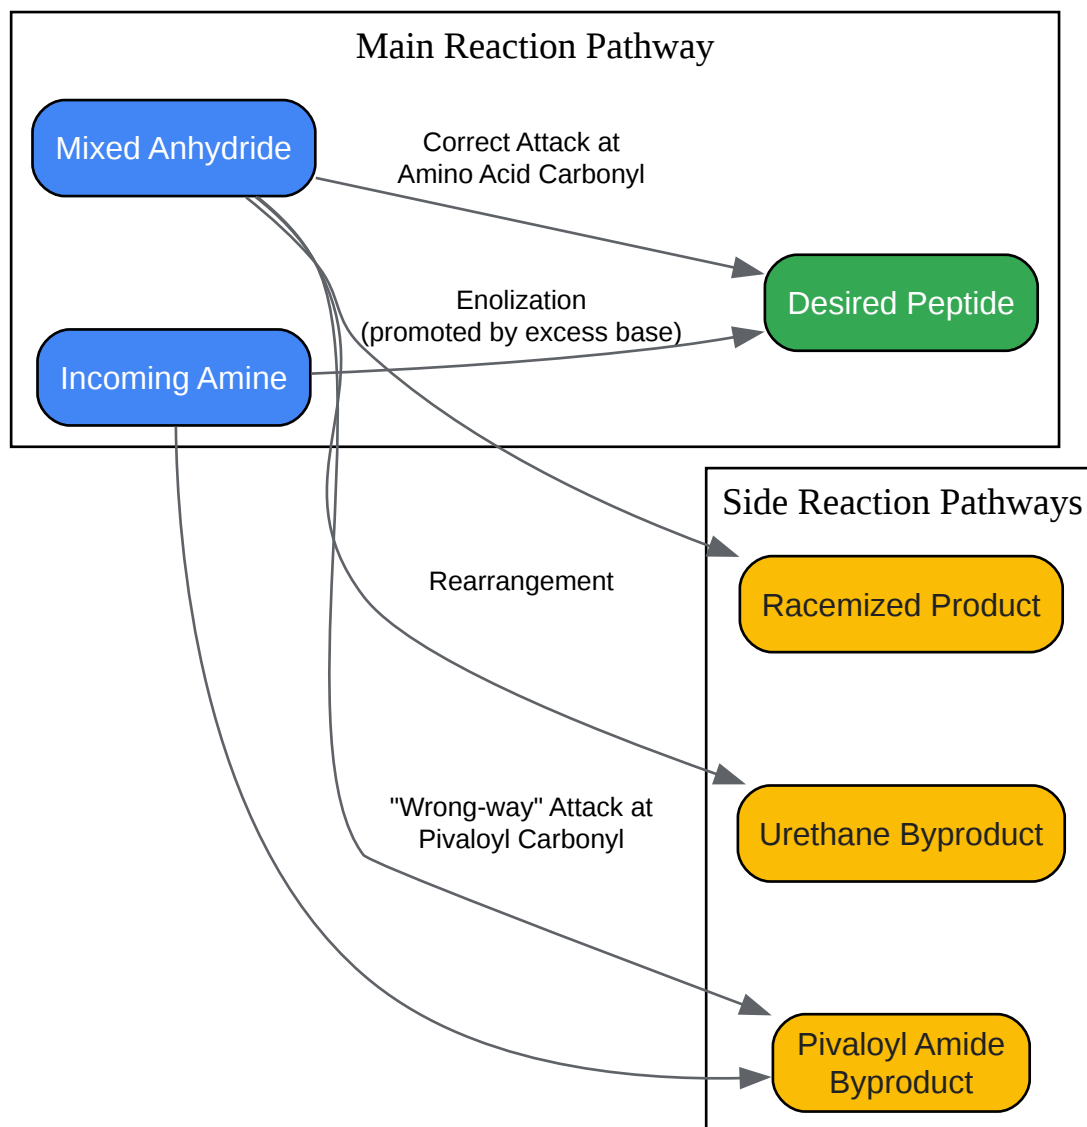 Main Reaction Pathway
Mixed Anhydride
Correct Attack at
Amino Acid Carbonyl
Desired Peptide
Enolization
(promoted by excess base)
Incoming Amine
Side Reaction Pathways
Rearrangement
Racemized Product
"Wrong-way" Attack at
Pivaloyl Carbonyl
Urethane Byproduct
Pivaloyl Amide
Byproduct